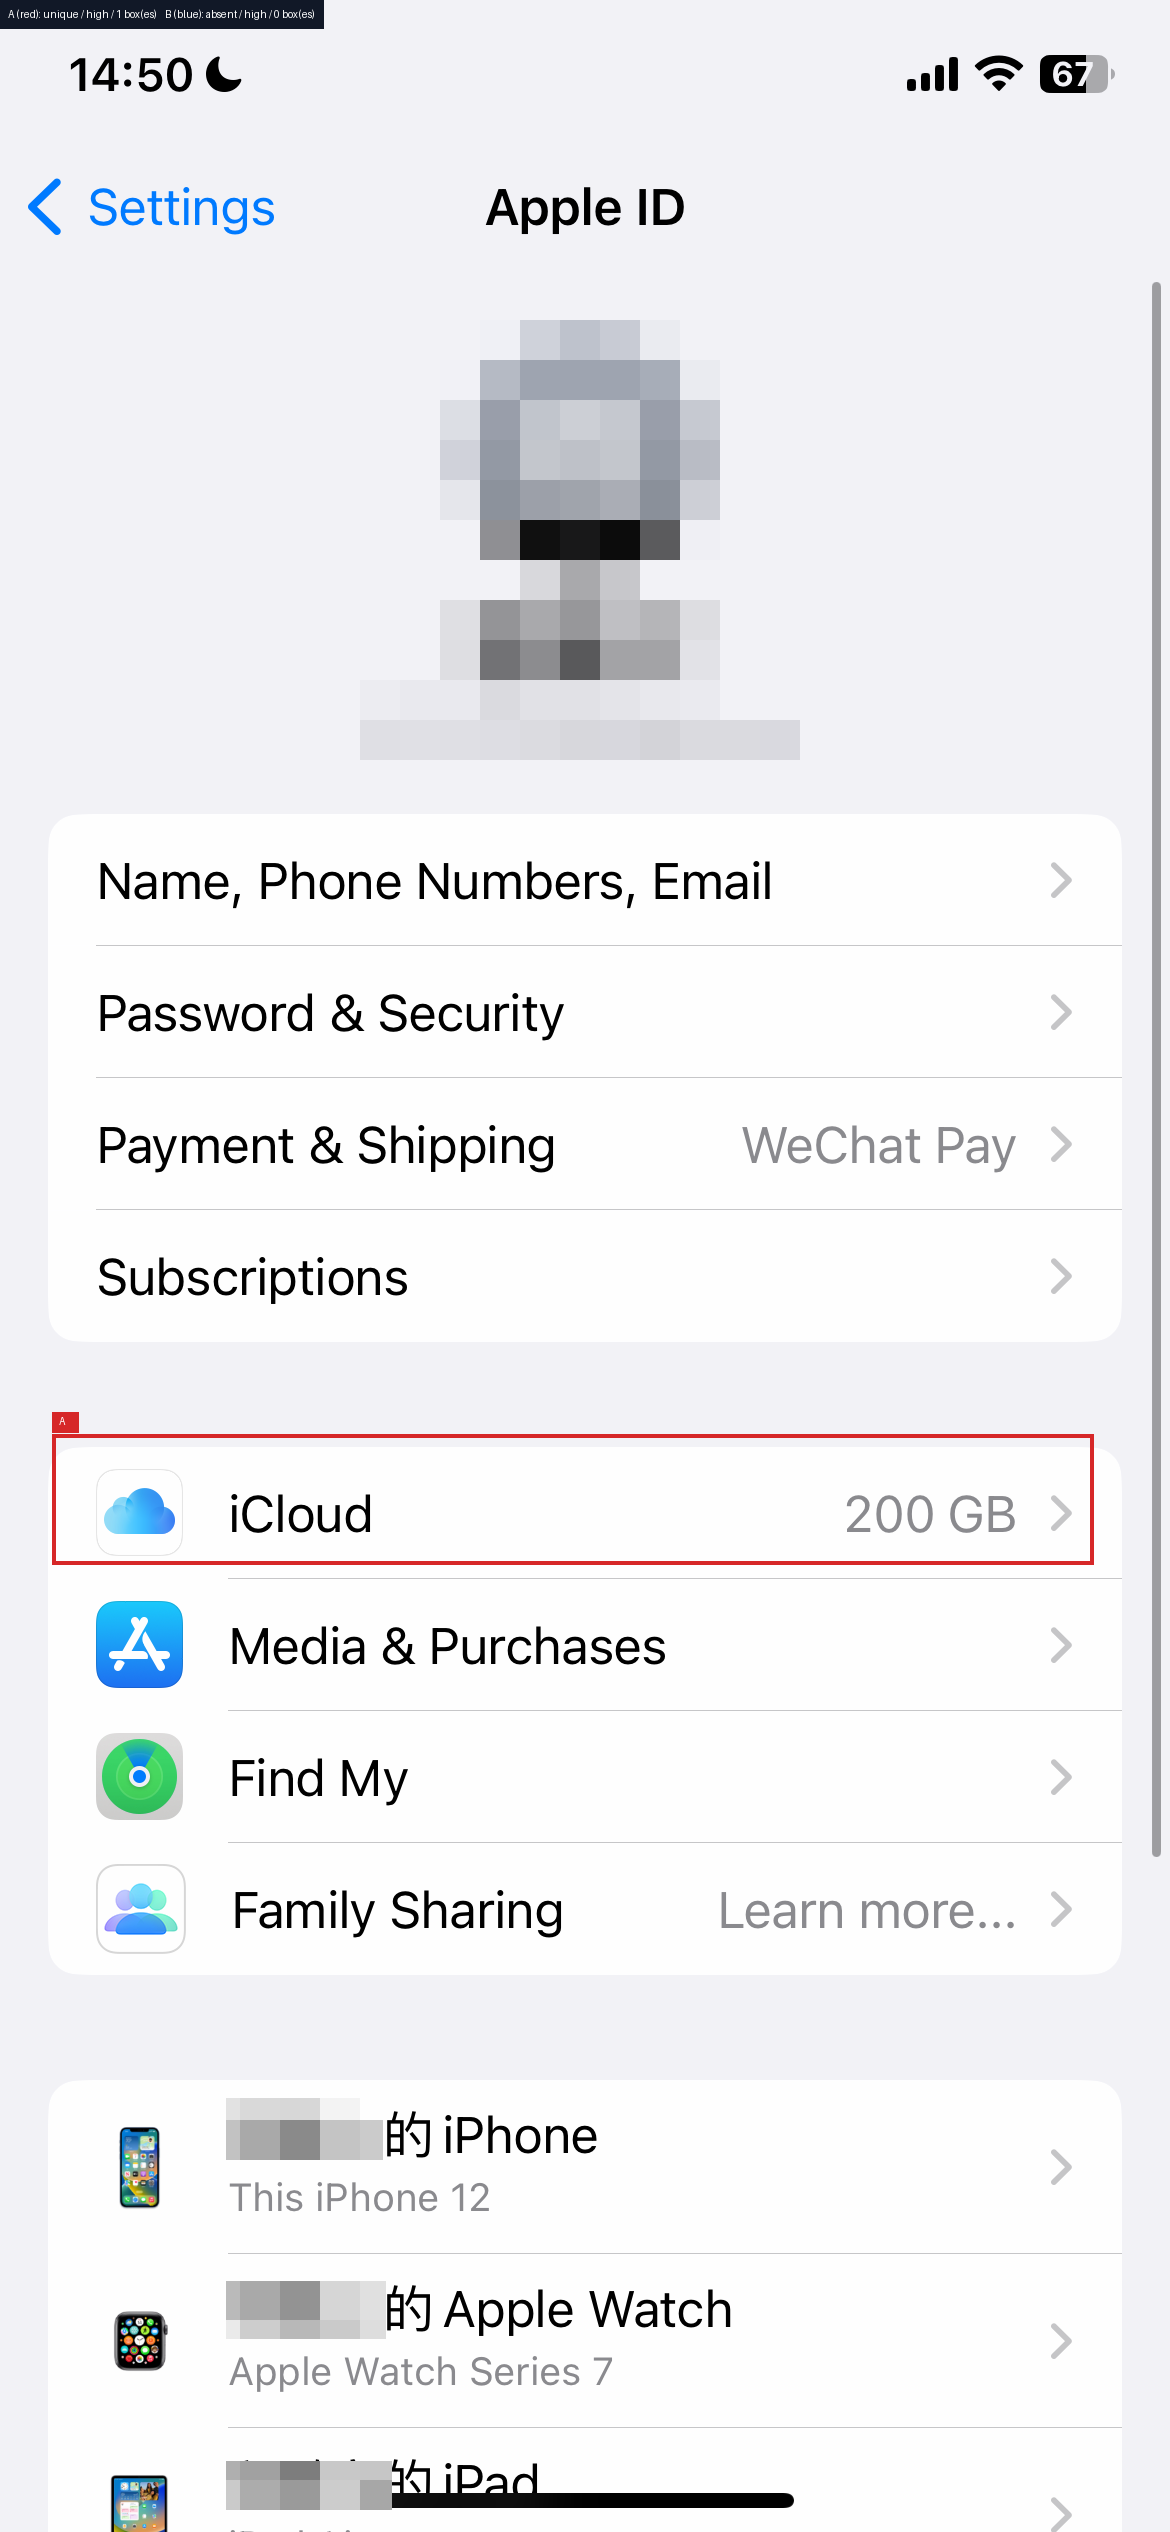 A (red): unique / high / 1 box(es) B (blue): absent / high / 0 box(es)
14:50 67
Settings Apple ID
Name, Phone Numbers, Email
Password & Security
Payment & Shipping WeChat Pay
Subscriptions
A
iCloud 200 GB
Media & Purchases
Find My
Family Sharing Learn more...
的 iPhone
This iPhone 12
的 Apple Watch
Apple Watch Series 7
的 iPad